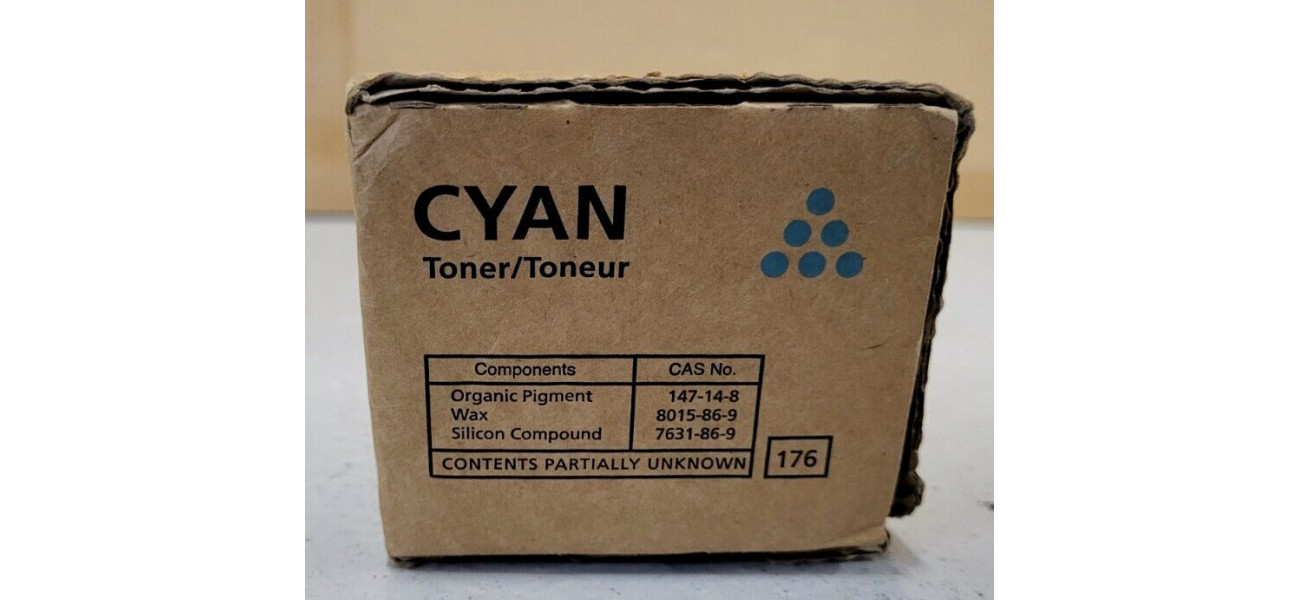 CYAN
Toner/Toneur
Components CAS No.
Organic Pigment 147-14-8
Wax 8015-86-9
Silicon Compound 7631-86-9
CONTENTS PARTIALLY UNKNOWN 176